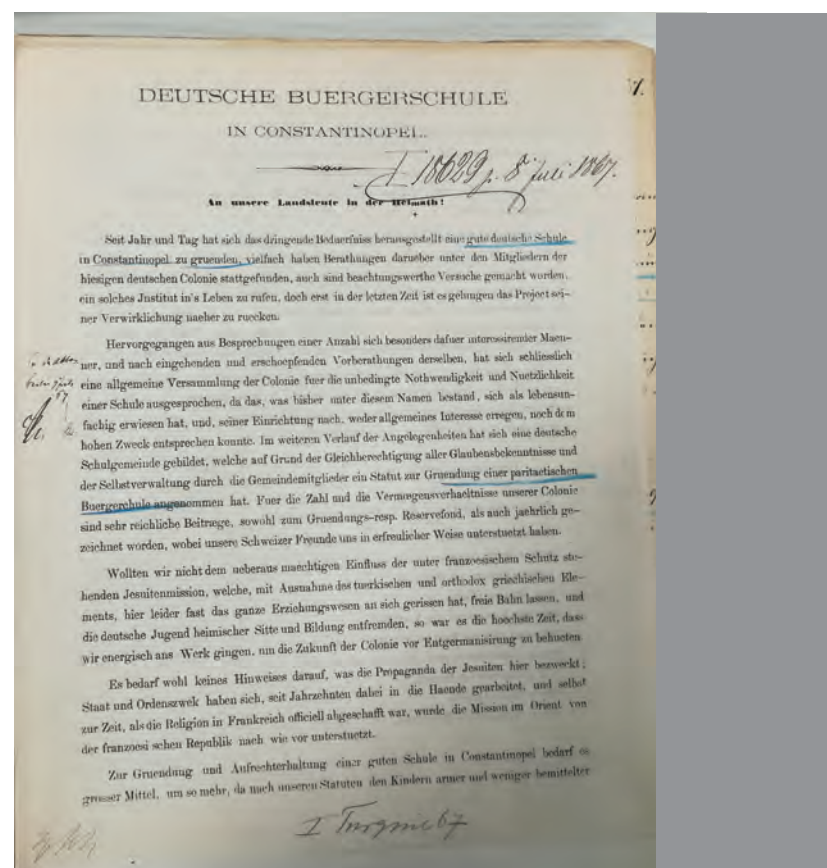 DEUTSCHE BUERGERSCHULE
IN CONSTANTINOPEL.
I 18629 p. 8 Juli 1867.
An unsere Landsleute in der Heimath!
Seit Jahr und Tag hat sich das dringende Beduerfniss herausgestellt eine gute deutsche Schule
in Constantinopel zu gruenden, vielfach haben Berathungen darueber unter den Mitgliedern der
hiesigen deutschen Colonie stattgefunden, auch sind beachtungswerthe Versuche gemacht worden,
ein solches Institut in's Leben zu rufen, doch erst in der letzten Zeit ist es gelungen das Project sei-
ner Verwirklichung naeher zu ruecken.
Hervorgegangen aus Besprechungen einer Anzahl sich besonders dafuer interessirender Maen-
ner, und nach eingehenden und erschoepfenden Vorberathungen derselben, hat sich schliesslich
eine allgemeine Versammlung der Colonie fuer die unbedingte Nothwendigkeit und Nuetzlichkeit
einer Schule ausgesprochen, da das, was bisher unter diesem Namen bestand, sich als lebensun-
faehig erwiesen hat, und, seiner Einrichtung nach, weder allgemeines Interesse erregen, noch dem
hohen Zweck entsprechen konnte. Im weiteren Verlauf der Angelegenheiten hat sich eine deutsche
Schulgemeinde gebildet, welche auf Grund der Gleichberechtigung aller Glaubensbekenntnisse und
der Selbstverwaltung durch die Gemeindemitglieder ein Statut zur Gruendung einer paritaetischen
Buergerchule angenommen hat. Fuer die Zahl und die Vermoegensverhaeltnisse unserer Colonie
sind sehr reichliche Beitraege, sowohl zum Gruendungs-resp. Reservefond, als auch jaehrlich ge-
zeichnet worden, wobei unsere Schweizer Freunde uns in erfreulicher Weise unterstuetzt haben.
Wollten wir nicht dem ueberaus maechtigen Einfluss der unter franzoesischem Schutz ste-
henden Jesuitenmission, welche, mit Ausnahme des tuerkischen und orthodox griechischen Ele-
ments, hier leider fast das ganze Erziehungswesen an sich gerissen hat, freie Bahn lassen, und
die deutsche Jugend heimischer Sitte und Bildung entfremden, so war es die hoechste Zeit, dass
wir energisch ans Werk gingen, um die Zukunft der Colonie vor Entgermanisirung zu behueten.
Es bedarf wohl keines Hinweises darauf, was die Propaganda der Jesuiten hier bezweckt;
Staat und Ordenszwek haben sich, seit Jahrzehnten dabei in die Haende gearbeitet, und selbst
zur Zeit, als die Religion in Frankreich officiell abgeschafft war, wurde die Mission im Orient von
der franzoesi schen Republik nach wie vor unterstuetzt.
Zur Gruendung und Aufrechterhaltung einer guten Schule in Constantinopel bedarf es
grosser Mittel, um so mehr, da nach unseren Statuten den Kindern armer und weniger bemittelter